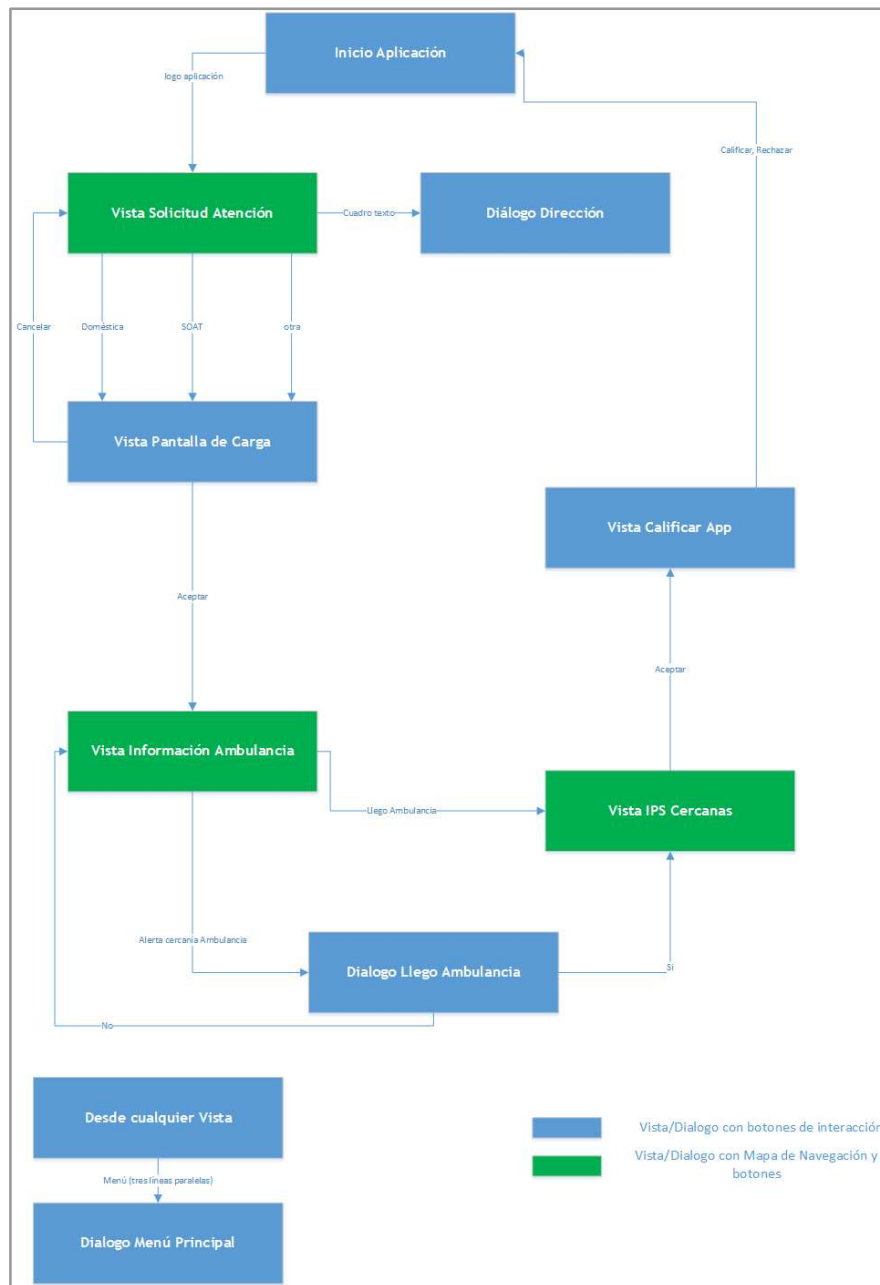 Inicio Aplicación
logo aplicación
Calificar, Rechazar
Vista Solicitud Atención
Cuadro texto
Diálogo Dirección
Cancelar
Doméstica
SOAT
otra
Vista Pantalla de Carga
Vista Calificar App
Aceptar
Aceptar
Vista Información Ambulancia
Llego Ambulancia
Vista IPS Cercanas
Alerta cercanía Ambulancia
Dialogo Llego Ambulancia
Si
No
Desde cualquier Vista
Menú (tres líneas paralelas)
Dialogo Menú Principal
Vista/Dialogo con botones de interacción
Vista/Dialogo con Mapa de Navegación y
botones